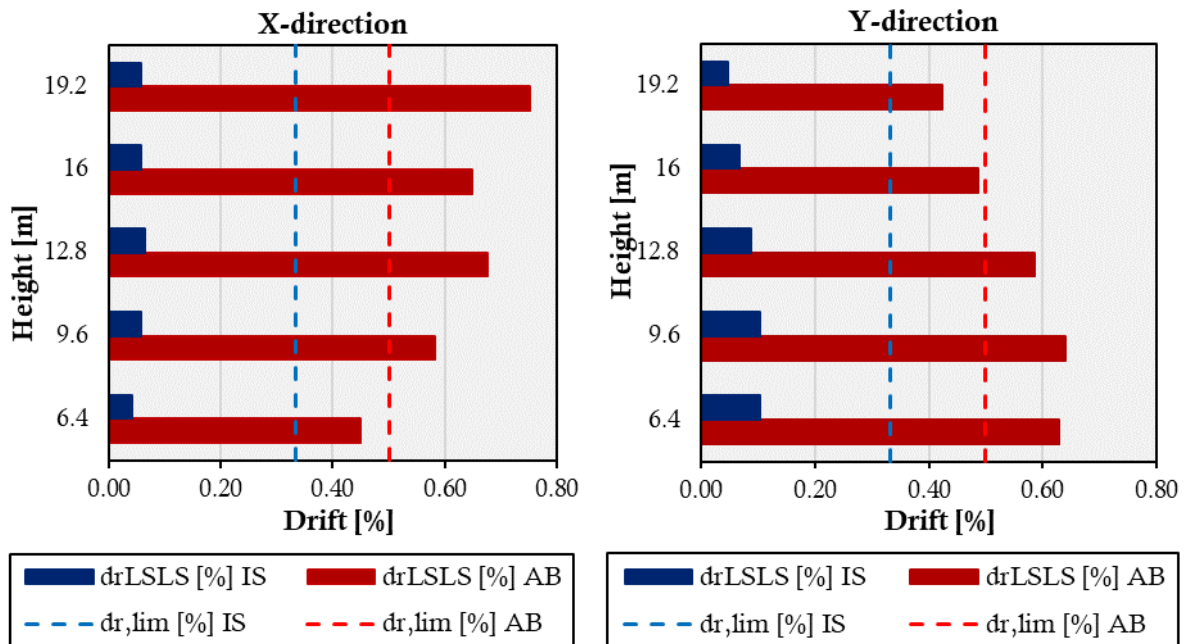 X-direction
Height [m]
19.2
16
12.8
9.6
6.4
0.00 0.20 0.40 0.60 0.80
Drift [%]
drLSLS [%] IS drLSLS [%] AB
dr,lim [%] IS dr,lim [%] AB
Y-direction
Height [m]
19.2
16
12.8
9.6
6.4
0.00 0.20 0.40 0.60 0.80
Drift [%]
drLSLS [%] IS drLSLS [%] AB
dr,lim [%] IS dr,lim [%] AB